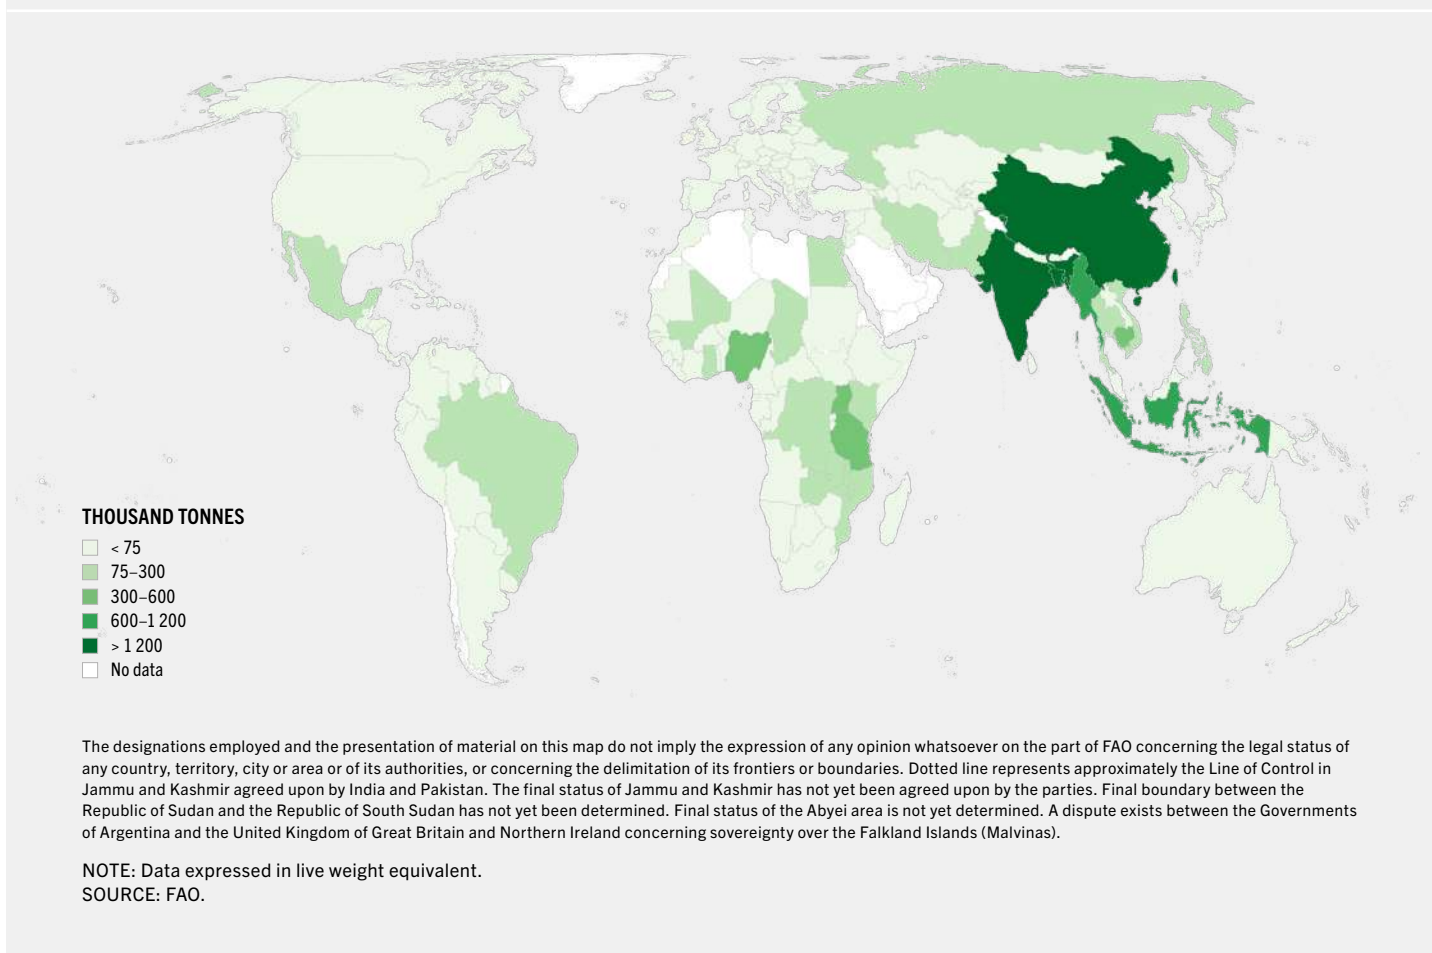 THOUSAND TONNES
< 75
75–300
300–600
600–1 200
> 1 200
No data
The designations employed and the presentation of material on this map do not imply the expression of any opinion whatsoever on the part of FAO concerning the legal status of
any country, territory, city or area or of its authorities, or concerning the delimitation of its frontiers or boundaries. Dotted line represents approximately the Line of Control in
Jammu and Kashmir agreed upon by India and Pakistan. The final status of Jammu and Kashmir has not yet been agreed upon by the parties. Final boundary between the
Republic of Sudan and the Republic of South Sudan has not yet been determined. Final status of the Abyei area is not yet determined. A dispute exists between the Governments
of Argentina and the United Kingdom of Great Britain and Northern Ireland concerning sovereignty over the Falkland Islands (Malvinas).
NOTE: Data expressed in live weight equivalent.
SOURCE: FAO.